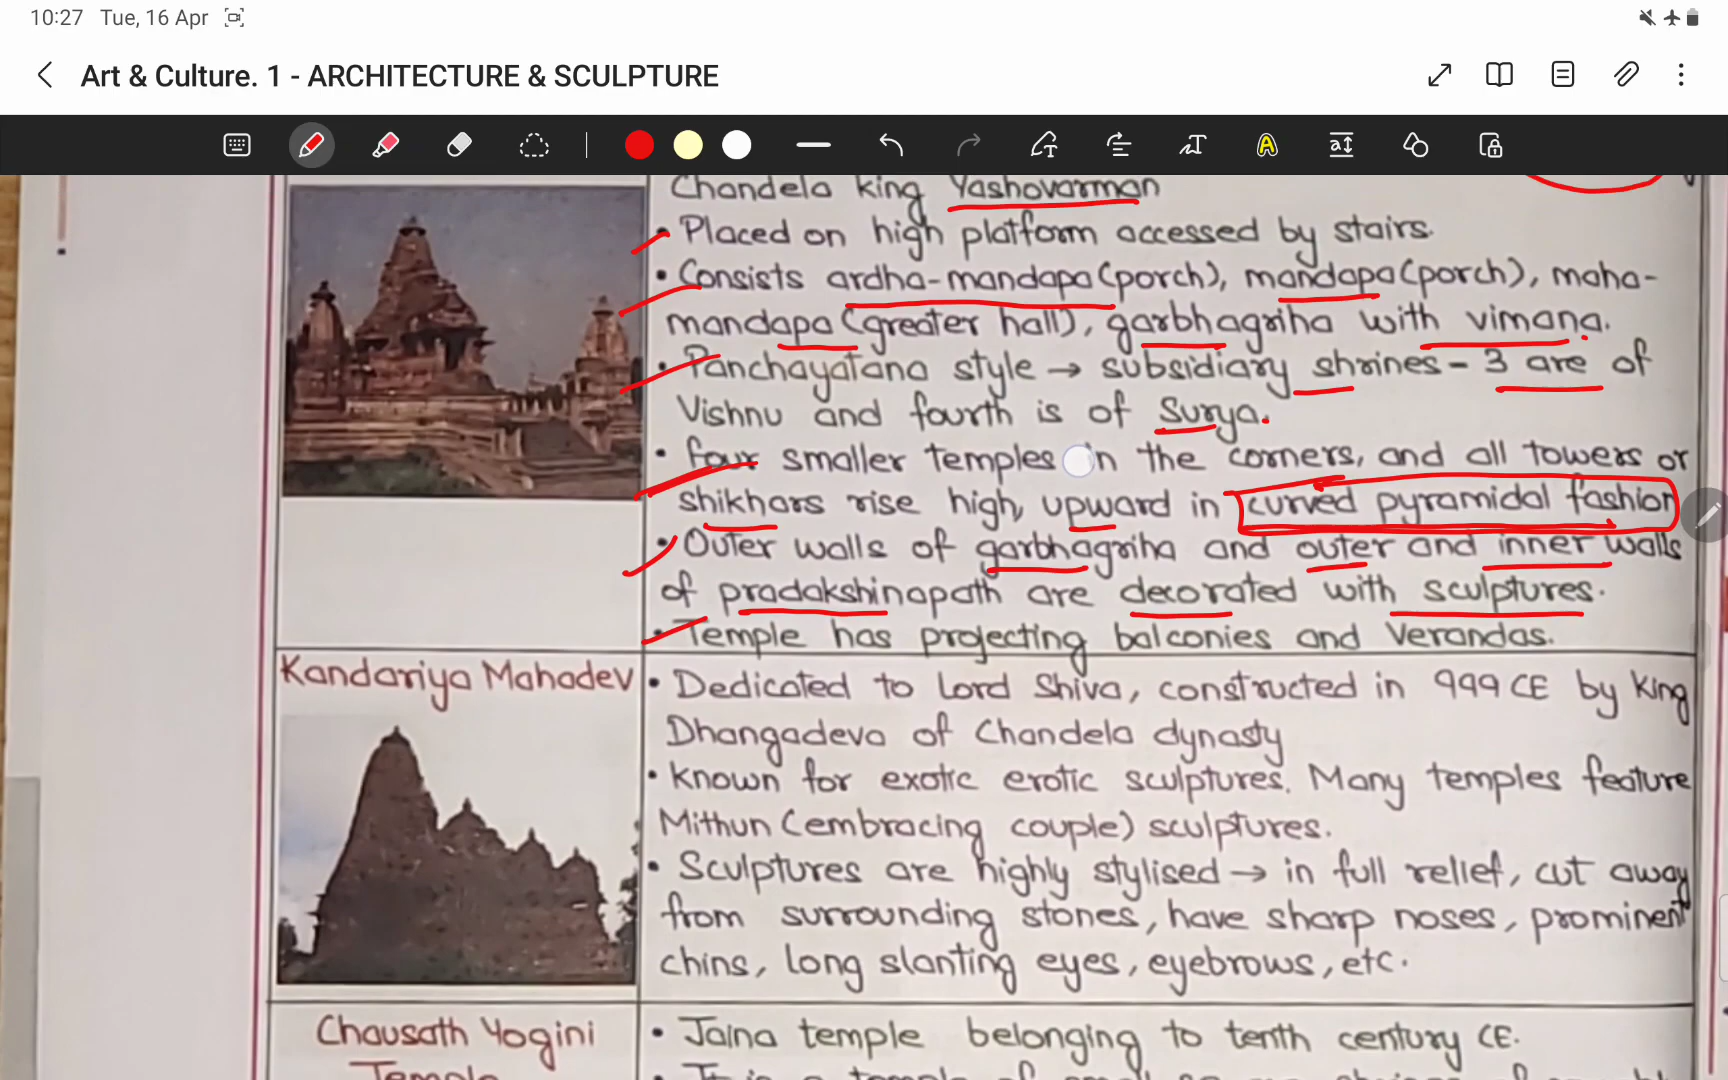 10:27 Tue, 16 Apr
Art & Culture. 1 - ARCHITECTURE & SCULPTURE
Chandela king Yashovarman
• Placed on high platform accessed by stairs.
• Consists ardha-mandapa (porch), mandapa (porch), maha-
mandapa (greater hall), garbhagriha with vimana.
• Panchayatana style → subsidiary shrines - 3 are of
Vishnu and fourth is of Surya.
• four smaller temples in the corners, and all towers or
shikhars rise high, upward in curved pyramidal fashion
• Outer walls of garbhagriha and outer and inner walls
of pradakshinapath are decorated with sculptures.
• Temple has projecting balconies and Verandas.
Kandariya Mahadev
• Dedicated to Lord Shiva, constructed in 999 CE by King
Dhangadeva of Chandela dynasty
• Known for exotic erotic sculptures. Many temples feature
Mithun (embracing couple) sculptures.
• Sculptures are highly stylised → in full relief, cut away
from surrounding stones, have sharp noses, prominent
chins, long slanting eyes, eyebrows, etc.
Chausath Yogini
Temple
• Jaina temple belonging to tenth century CE.
• It is a temple of small